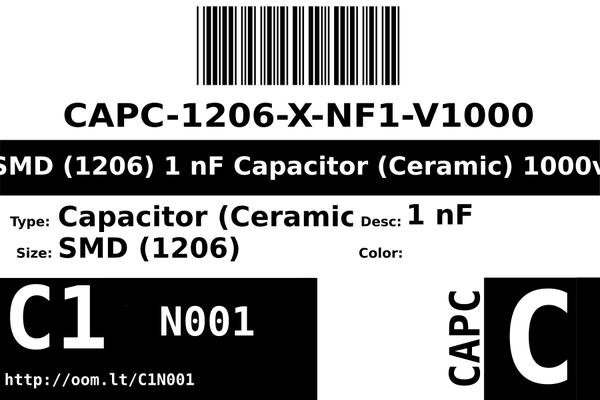 CAPC-1206-X-NF1-V1000
SMD (1206) 1 nF Capacitor (Ceramic) 1000v
Type: Capacitor (Ceramic Desc: 1 nF
Size: SMD (1206) Color:
C1 N001
http://oom.lt/C1N001
CAPC
C